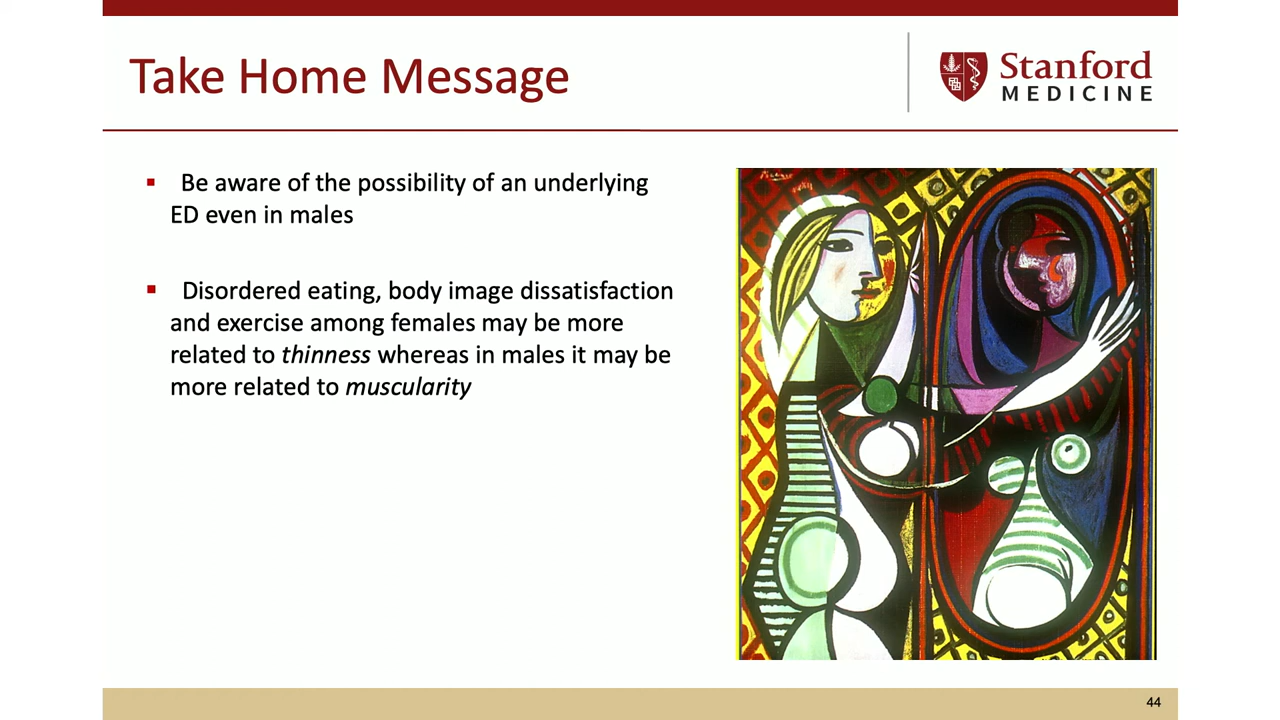 Take Home Message
Stanford
MEDICINE
▪ Be aware of the possibility of an underlying
ED even in males
▪ Disordered eating, body image dissatisfaction
and exercise among females may be more
related to thinness whereas in males it may be
more related to muscularity
44